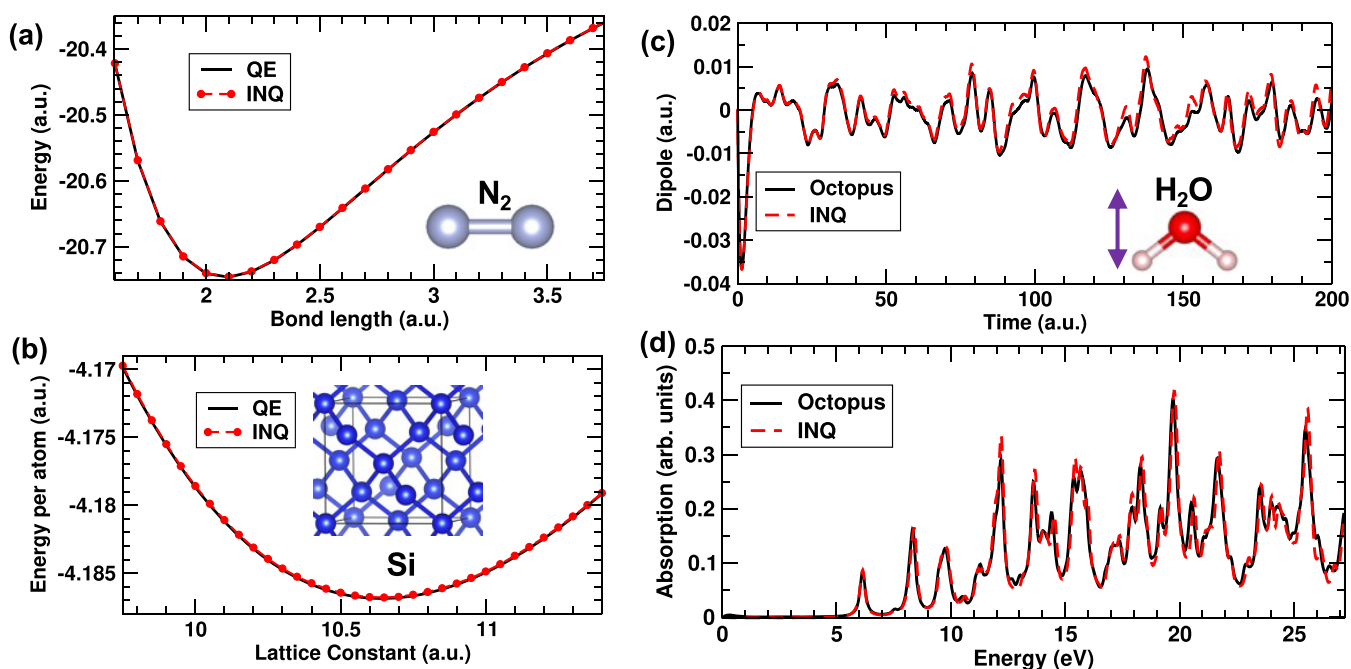 (a)
-20.4
-20.5
-20.6
-20.7
Energy (a.u.)
QE
INQ
N2
2
2.5
3
3.5
Bond length (a.u.)
(b)
-4.17
-4.175
-4.18
-4.185
Energy per atom (a.u.)
QE
INQ
Si
10
10.5
11
Lattice Constant (a.u.)
(c)
0.02
0.01
0
-0.01
-0.02
-0.03
0.04
Dipole (a.u.)
Octopus
INQ
H2O
0
50
100
150
200
Time (a.u.)
(d)
0.5
0.4
0.3
0.2
0.1
0
Absorption (arb. units)
Octopus
INQ
0
5
10
15
20
25
Energy (eV)